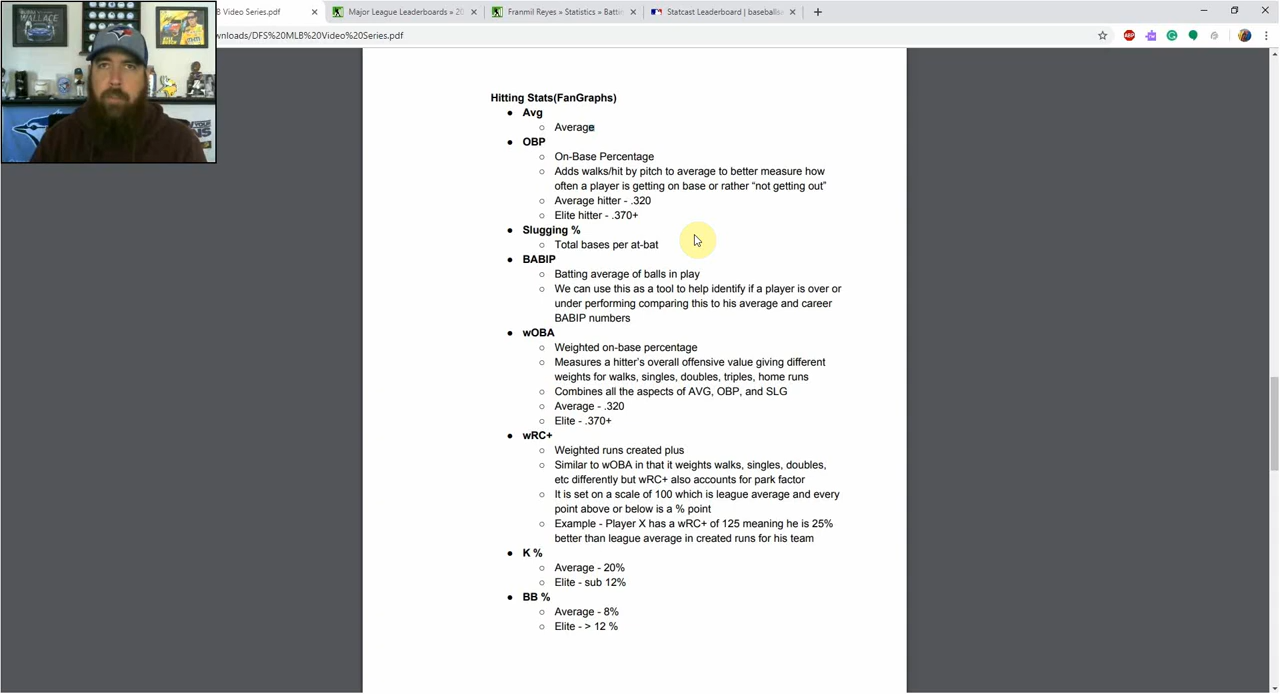 B Video Series.pdf
Major League Leaderboards » 20
Franmil Reyes » Statistics » Batti
Statcast Leaderboard | baseballs
wnloads/DFS%20MLB%20Video%20Series.pdf
WALLACE
Hitting Stats(FanGraphs)
• Avg
○ Average
• OBP
○ On-Base Percentage
○ Adds walks/hit by pitch to average to better measure how
often a player is getting on base or rather “not getting out”
○ Average hitter - .320
○ Elite hitter - .370+
• Slugging %
○ Total bases per at-bat
• BABIP
○ Batting average of balls in play
○ We can use this as a tool to help identify if a player is over or
under performing comparing this to his average and career
BABIP numbers
• wOBA
○ Weighted on-base percentage
○ Measures a hitter’s overall offensive value giving different
weights for walks, singles, doubles, triples, home runs
○ Combines all the aspects of AVG, OBP, and SLG
○ Average - .320
○ Elite - .370+
• wRC+
○ Weighted runs created plus
○ Similar to wOBA in that it weights walks, singles, doubles,
etc differently but wRC+ also accounts for park factor
○ It is set on a scale of 100 which is league average and every
point above or below is a % point
○ Example - Player X has a wRC+ of 125 meaning he is 25%
better than league average in created runs for his team
• K %
○ Average - 20%
○ Elite - sub 12%
• BB %
○ Average - 8%
○ Elite - > 12 %